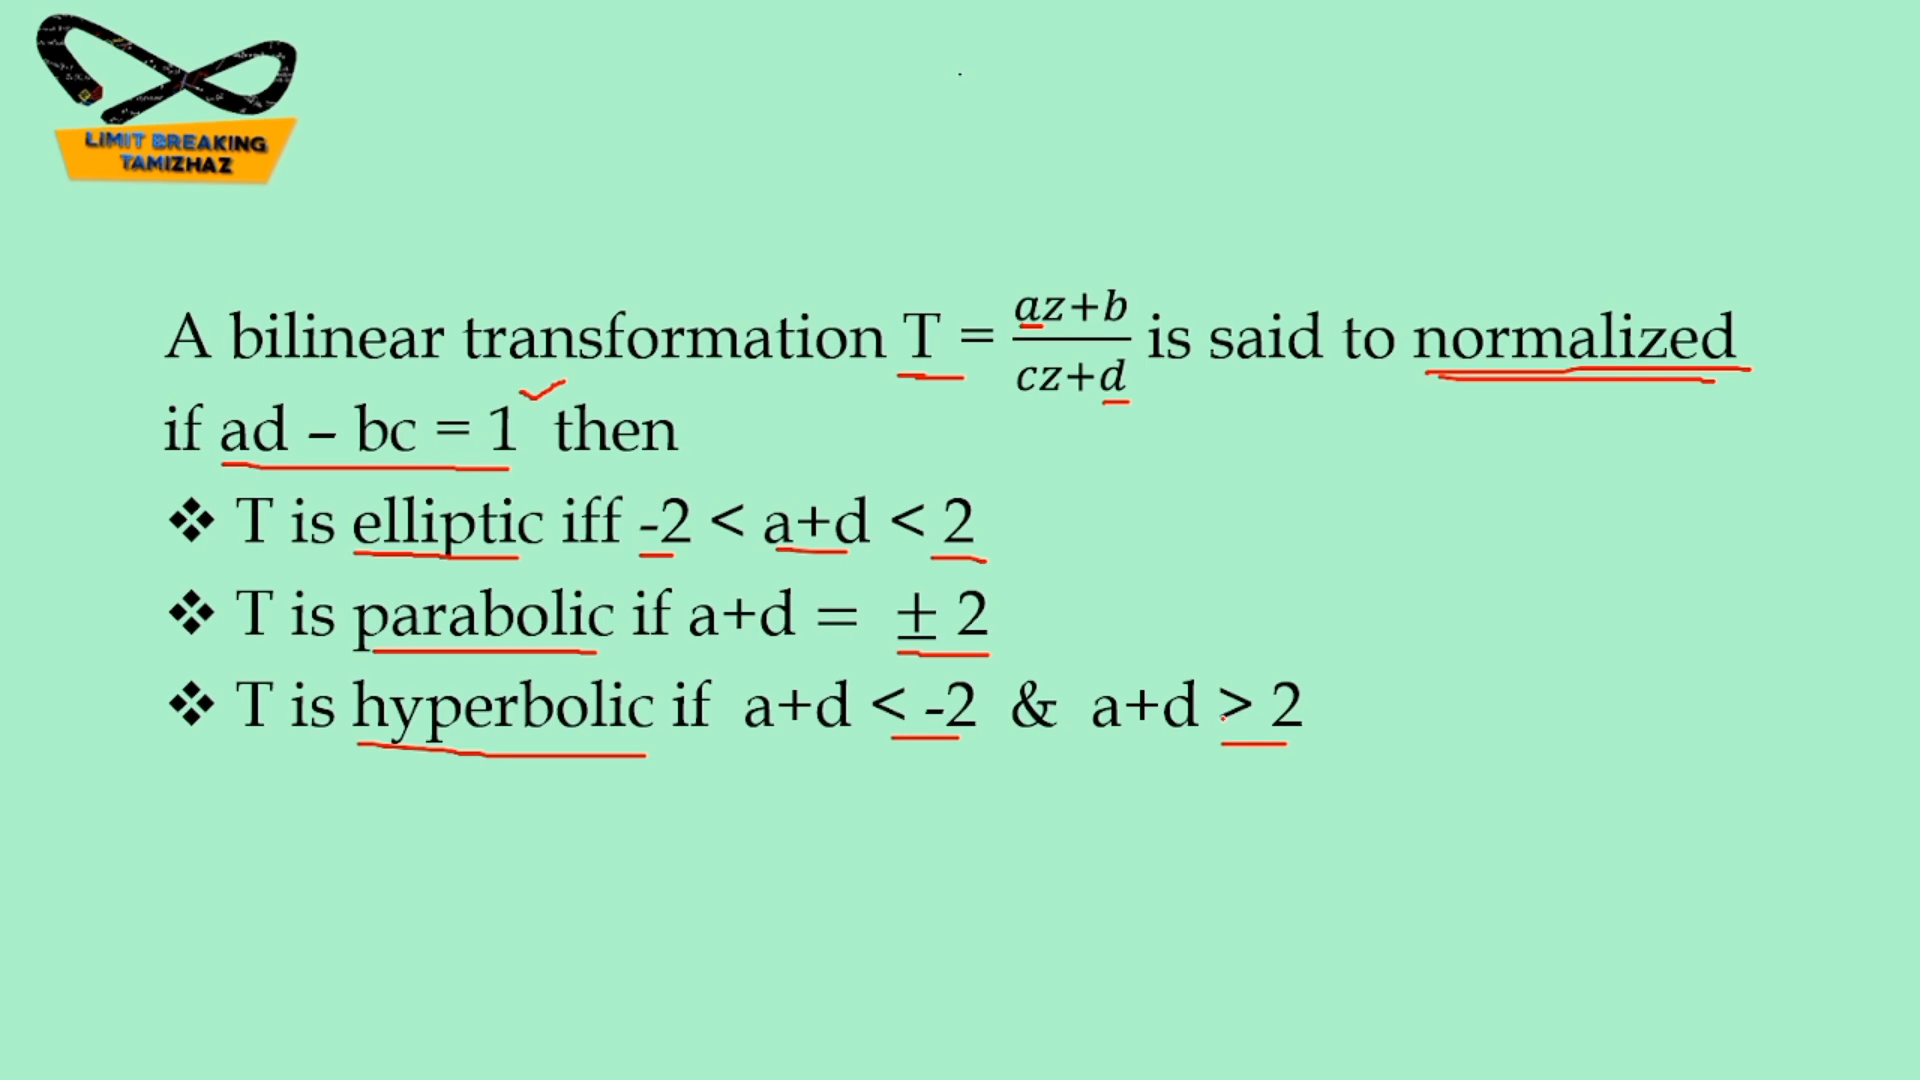 LIMIT BREAKING
TAMIZHAZ
A bilinear transformation T = \frac{az+b}{cz+d} is said to normalized
if ad – bc = 1 then
❖ T is elliptic iff -2 < a+d < 2
❖ T is parabolic if a+d = ± 2
❖ T is hyperbolic if a+d < -2 & a+d > 2